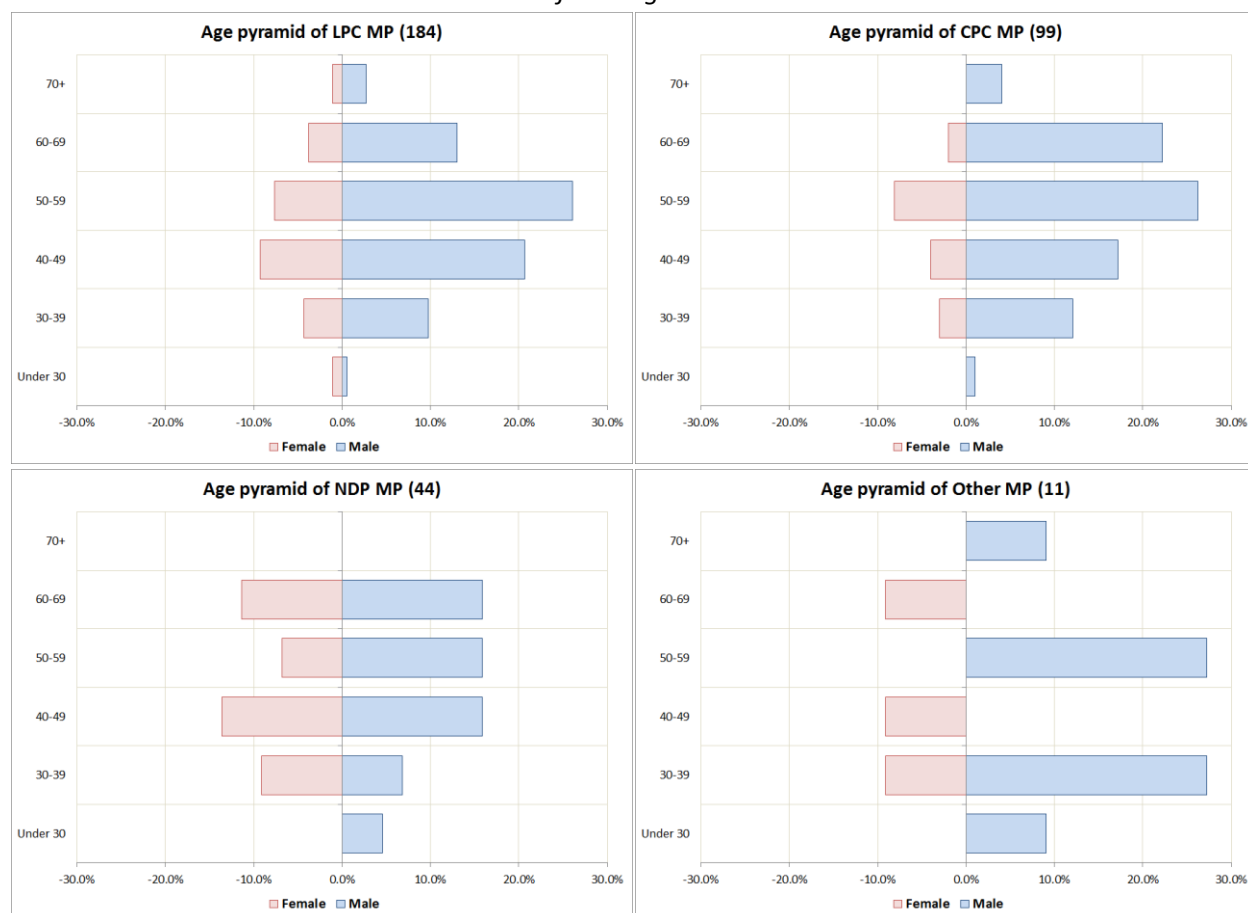 Age pyramid of LPC MP (184)
70+
60-69
50-59
40-49
30-39
Under 30
-30.0% -20.0% -10.0% 0.0% 10.0% 20.0% 30.0%
Female Male
Age pyramid of CPC MP (99)
70+
60-69
50-59
40-49
30-39
Under 30
-30.0% -20.0% -10.0% 0.0% 10.0% 20.0% 30.0%
Female Male
Age pyramid of NDP MP (44)
70+
60-69
50-59
40-49
30-39
Under 30
-30.0% -20.0% -10.0% 0.0% 10.0% 20.0% 30.0%
Female Male
Age pyramid of Other MP (11)
70+
60-69
50-59
40-49
30-39
Under 30
-30.0% -20.0% -10.0% 0.0% 10.0% 20.0% 30.0%
Female Male